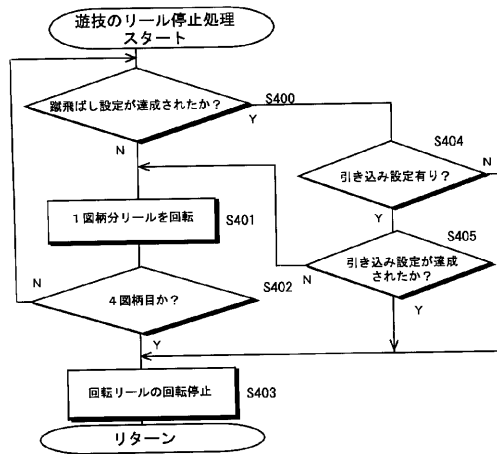 遊技のリール停止処理
スタート
蹴飛ばし設定が達成されたか?
S400
Y
N
S404
引き込み設定有り?
N
Y
1図柄分リールを回転
S401
S405
引き込み設定が達成
されたか?
N
Y
N
4図柄目か?
S402
Y
回転リールの回転停止
S403
リターン